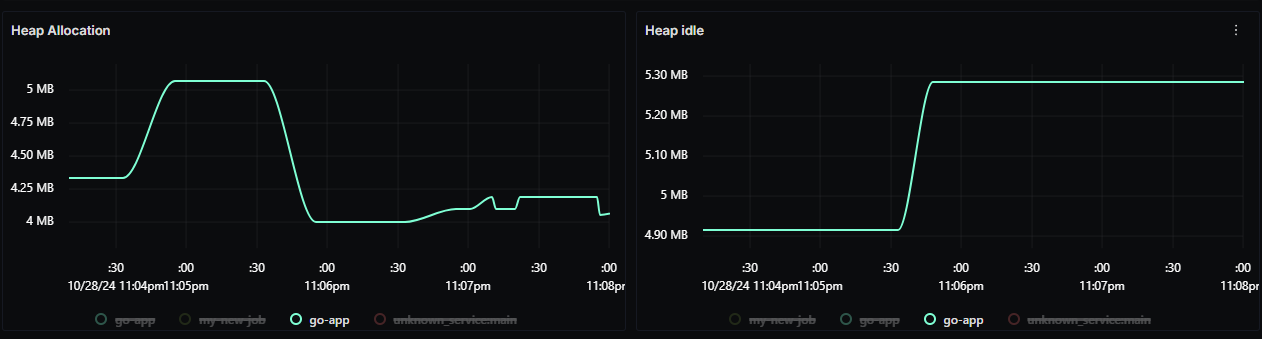 Heap Allocation
5 MB
4.75 MB
4.50 MB
4.25 MB
4 MB
:30 :00 :30 :00 :30 :00 :30 :00
10/28/24 11:04pm 11:05pm 11:06pm 11:07pm 11:08pm
go-app my-new-job go-app unknown_service:main
Heap idle
5.30 MB
5.20 MB
5.10 MB
5 MB
4.90 MB
:30 :00 :30 :00 :30 :00 :30 :00
10/28/24 11:04pm 11:05pm 11:06pm 11:07pm 11:08pm
my-new-job go-app go-app unknown_service:main